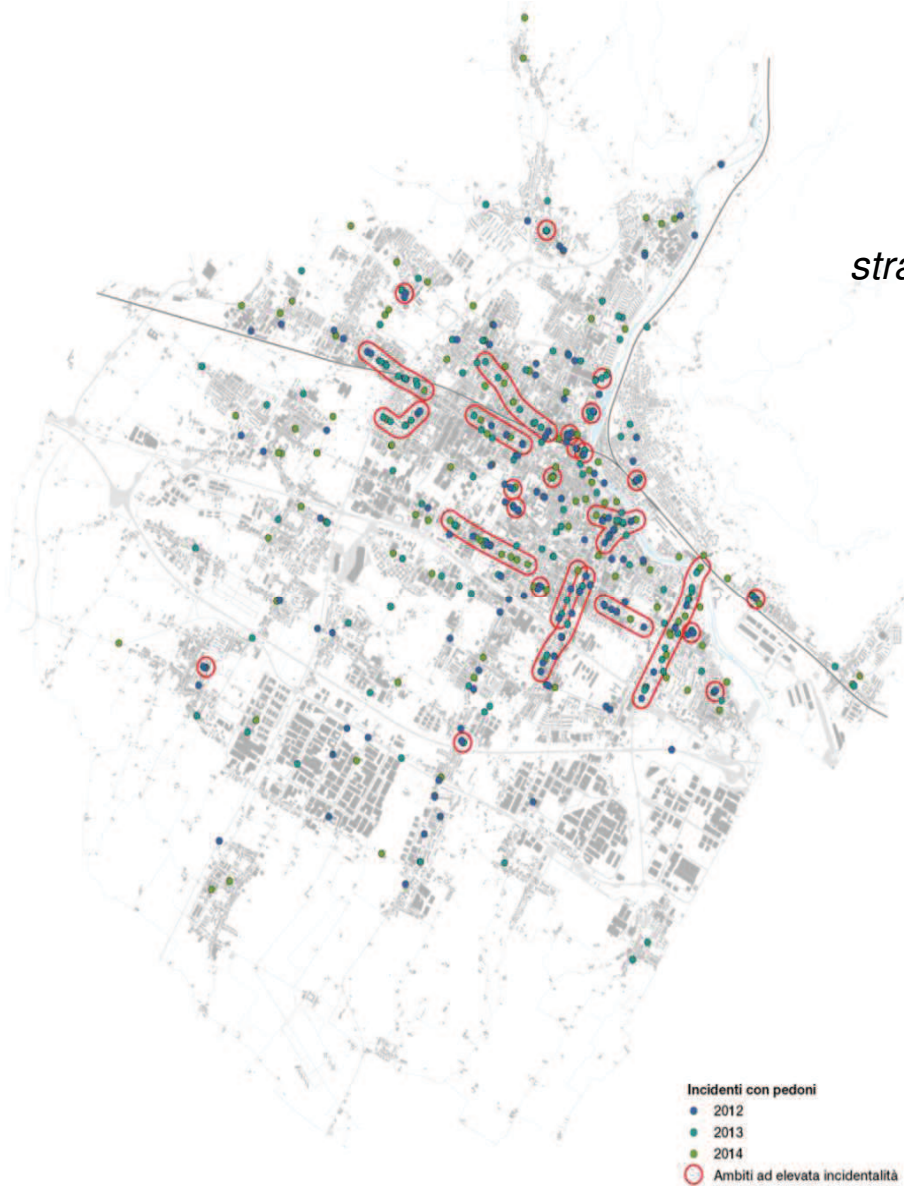 stra
Incidenti con pedoni
2012
2013
2014
Ambiti ad elevata incidentalità